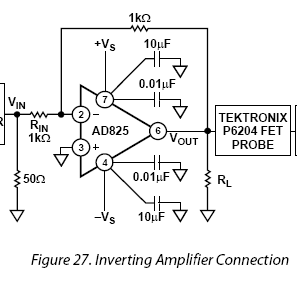 1kΩ
+VS
10μF
0.01μF
VIN
RIN
1kΩ
7
2
–
AD825
3
+
6
VOUT
4
TEKTRONIX
P6204 FET
PROBE
50Ω
0.01μF
RL
–VS
10μF
Figure 27. Inverting Amplifier Connection